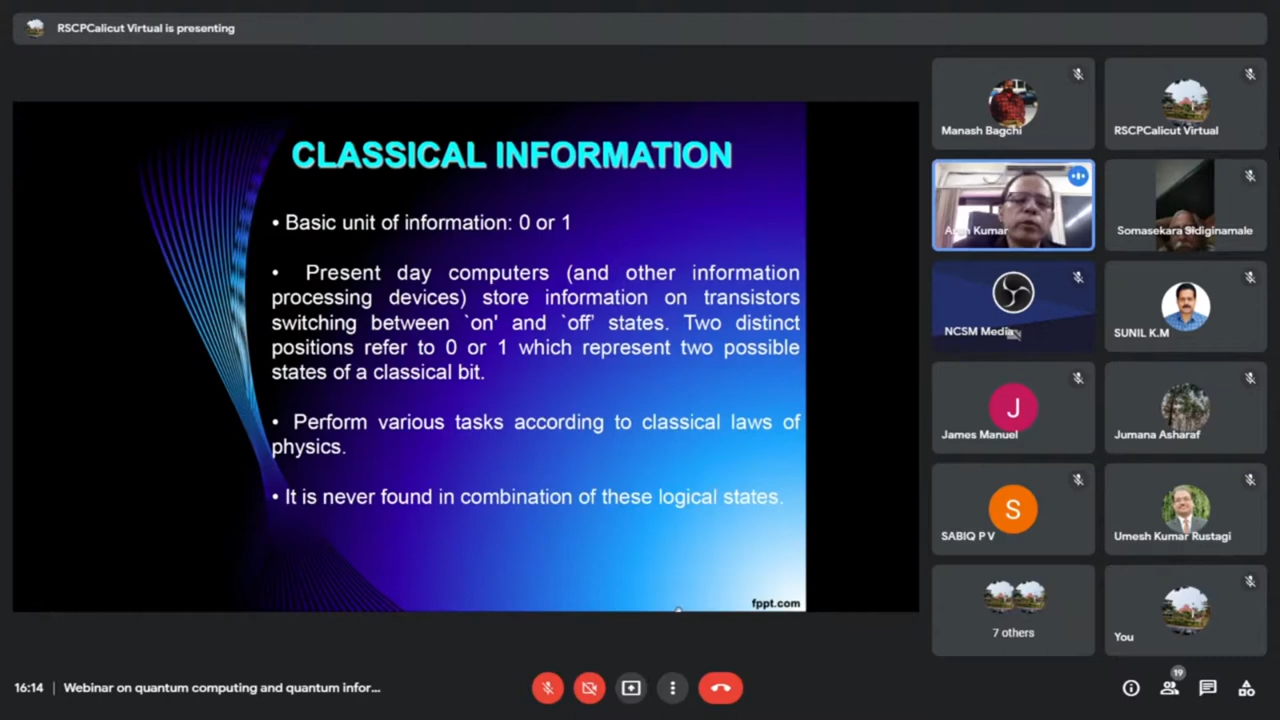 RSCPCalicut Virtual is presenting
CLASSICAL INFORMATION
• Basic unit of information: 0 or 1
• Present day computers (and other information
processing devices) store information on transistors
switching between `on' and `off' states. Two distinct
positions refer to 0 or 1 which represent two possible
states of a classical bit.
• Perform various tasks according to classical laws of
physics.
• It is never found in combination of these logical states.
fppt.com
Manash Bagchi
RSCPCalicut Virtual
Kumar
Somasekara Sidiginamale
NCSM Media
SUNIL K.M
J
James Manuel
Jumana Asharaf
S
SABIQ P V
Umesh Kumar Rustagi
7 others
You
16:14 | Webinar on quantum computing and quantum infor...
19